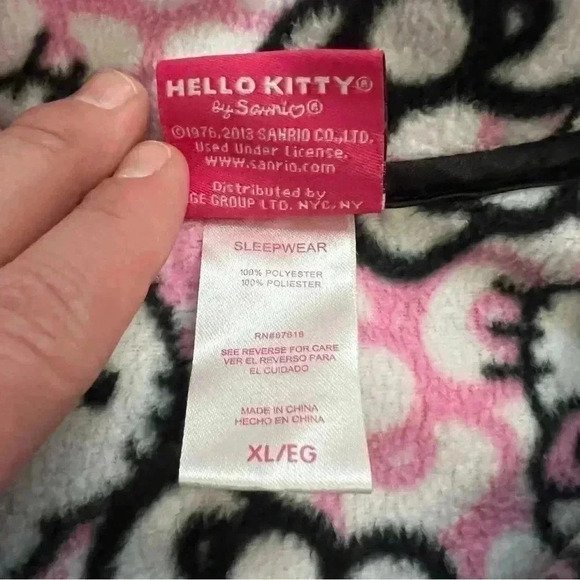 HELLO KITTY®
by Sanrio®
©1976, 2013 SANRIO CO., LTD.
Used Under License.
www.sanrio.com
Distributed by
GE GROUP LTD. NYC, NY
SLEEPWEAR
100% POLYESTER
100% POLIESTER
SEE REVERSE FOR CARE
VER EL REVERSO PARA
EL CUIDADO
MADE IN CHINA
HECHO EN CHINA
XL/EG